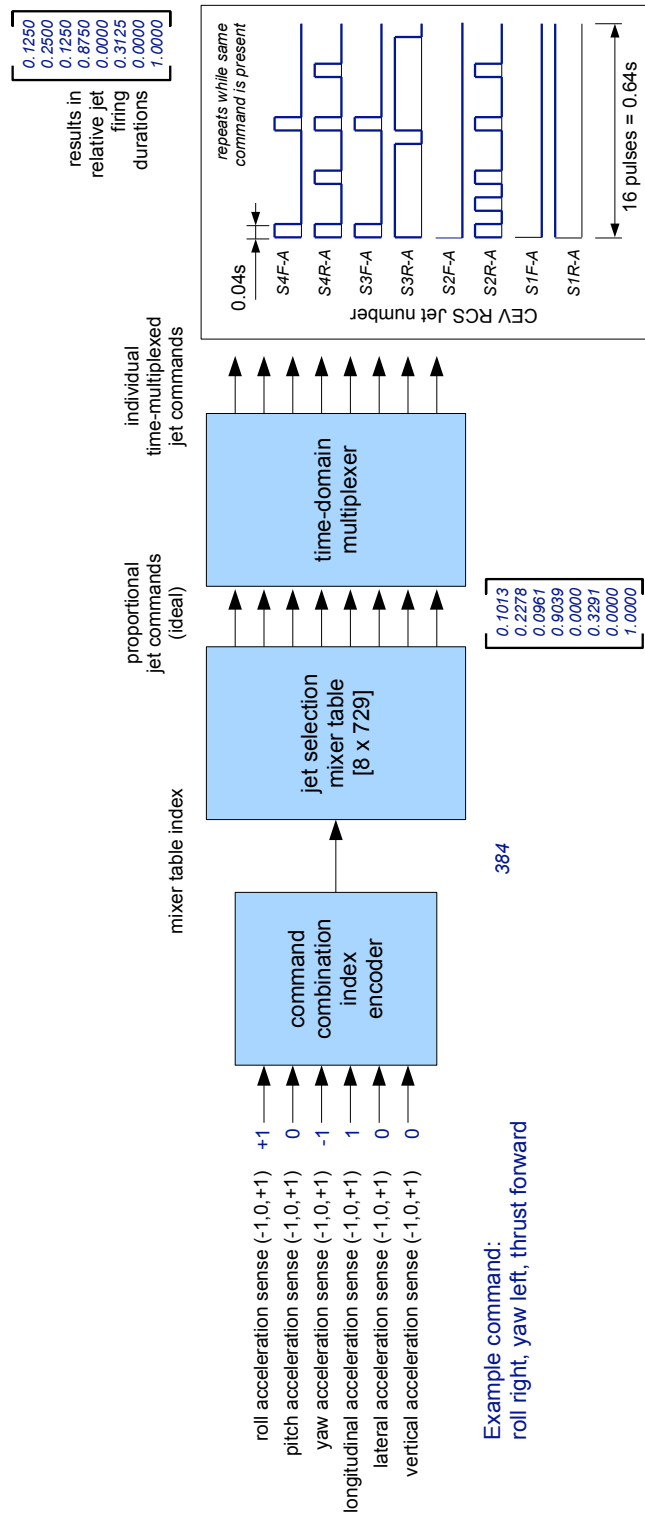 roll acceleration sense (-1,0,+1)
pitch acceleration sense (-1,0,+1)
yaw acceleration sense (-1,0,+1)
longitudinal acceleration sense (-1,0,+1)
lateral acceleration sense (-1,0,+1)
vertical acceleration sense (-1,0,+1)
+1
0
-1
1
0
0
Example command:
roll right, yaw left, thrust forward
command
combination
index
encoder
mixer table index
384
jet selection
mixer table
[8 x 729]
proportional
jet commands
(ideal)
0.1013
0.2278
0.0961
0.9039
0.0000
0.3291
0.0000
1.0000
time-domain
multiplexer
individual
time-multiplexed
jet commands
results in
relative jet
firing
durations
0.1250
0.2500
0.1250
0.8750
0.0000
0.3125
0.0000
1.0000
0.04s
repeats while same
command is present
CEV RCS Jet number
S4F-A
S4R-A
S3F-A
S3R-A
S2F-A
S2R-A
S1F-A
S1R-A
16 pulses = 0.64s